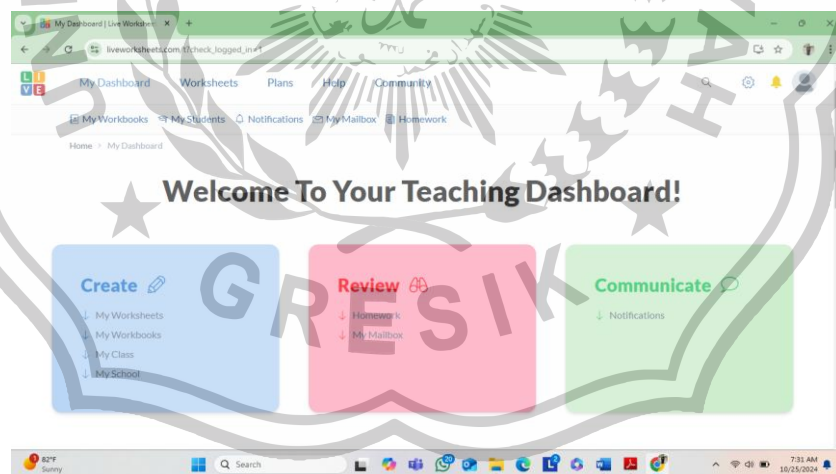 My Dashboard | Live Worksheet
liveworksheets.com/t?check_logged_in=1
LIVE
My Dashboard Worksheets Plans Help Community
My Workbooks My Students Notifications My Mailbox Homework
Home My Dashboard
Welcome To Your Teaching Dashboard!
Create
My Worksheets
My Workbooks
My Class
My School
Review
Homework
My Mailbox
Communicate
Notifications
GRESIK
82°F
Sunny
Search
7:31 AM
10/25/2024